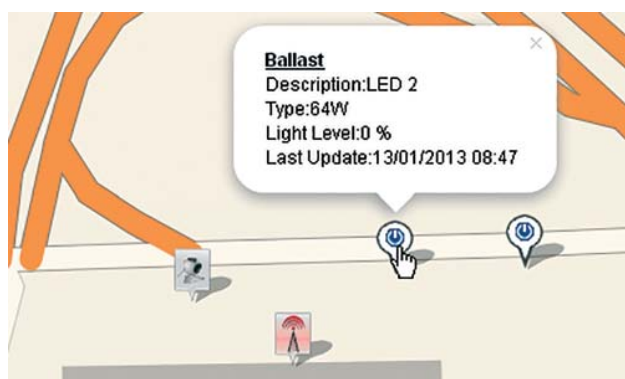 Ballast
Description:LED 2
Type:64W
Light Level:0 %
Last Update:13/01/2013 08:47